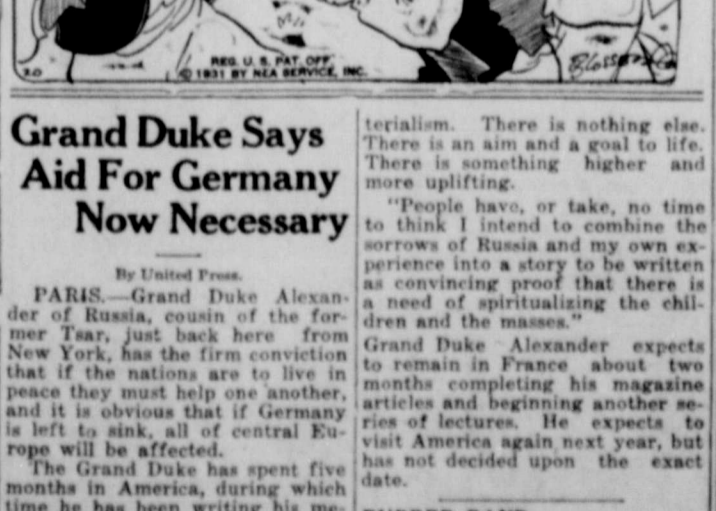 REG. U. S. PAT. OFF.
© 1931 BY NEA SERVICE, INC.
Blosser
Grand Duke Says
Aid For Germany
Now Necessary
By United Press.
PARIS.—Grand Duke Alexan-
der of Russia, cousin of the for-
mer Tsar, just back here from
New York, has the firm conviction
that if the nations are to live in
peace they must help one another,
and it is obvious that if Germany
is left to sink, all of central Eu-
rope will be affected.
The Grand Duke has spent five
months in America, during which
time he has been writing his me-
terialism. There is nothing else.
There is an aim and a goal to life.
There is something higher and
more uplifting.
"People have, or take, no time
to think I intend to combine the
sorrows of Russia and my own ex-
perience into a story to be written
as convincing proof that there is
a need of spiritualizing the chil-
dren and the masses."
Grand Duke Alexander expects
to remain in France about two
months completing his magazine
articles and beginning another se-
ries of lectures. He expects to
visit America again next year, but
has not decided upon the exact
date.